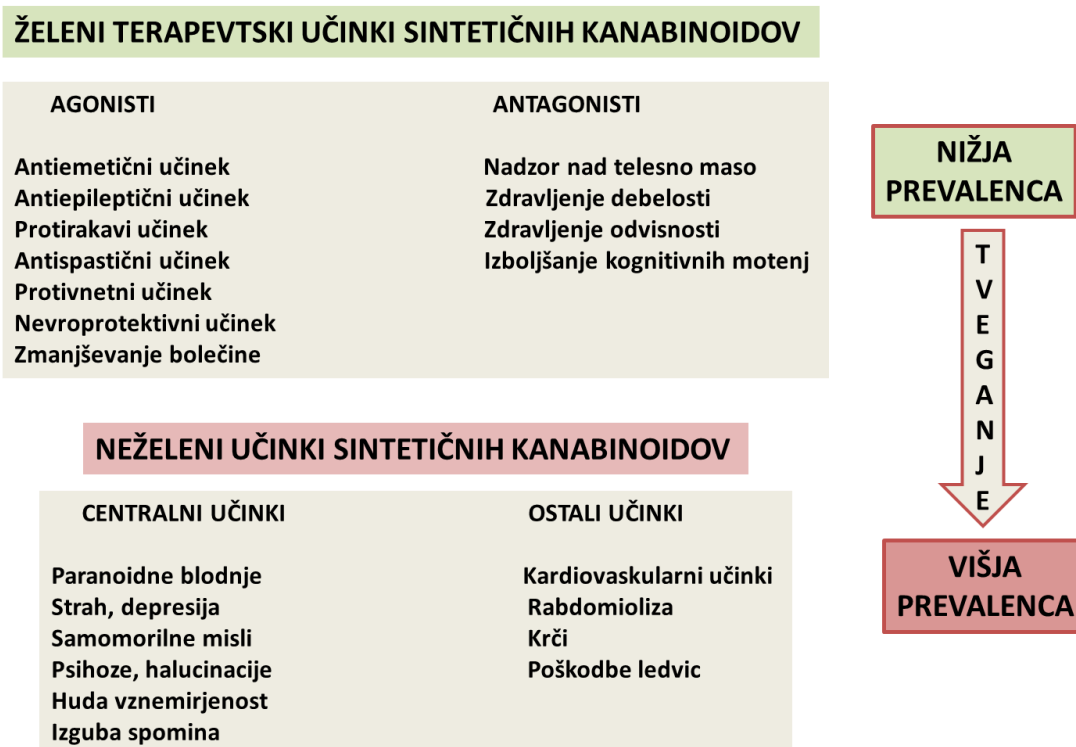 ŽELENI TERAPEVTSKI UČINKI SINTETIČNIH KANABINOIDOV
AGONISTI
Antiemetični učinek
Antiepileptični učinek
Protirakavi učinek
Antispastični učinek
Protivnetni učinek
Nevroprotektivni učinek
Zmanjševanje bolečine
ANTAGONISTI
Nadzor nad telesno maso
Zdravljenje debelosti
Zdravljenje odvisnosti
Izboljšanje kognitivnih motenj
NIŽJA
PREVALENCA
TVEGANJE
VIŠJA
PREVALENCA
NEŽELENI UČINKI SINTETIČNIH KANABINOIDOV
CENTRALNI UČINKI
Paranoidne blodnje
Strah, depresija
Samomorilne misli
Psihoze, halucinacije
Huda vznemirjenost
Izguba spomina
OSTALI UČINKI
Kardiovaskularni učinki
Rabdomioliza
Krči
Poškodbe ledvic